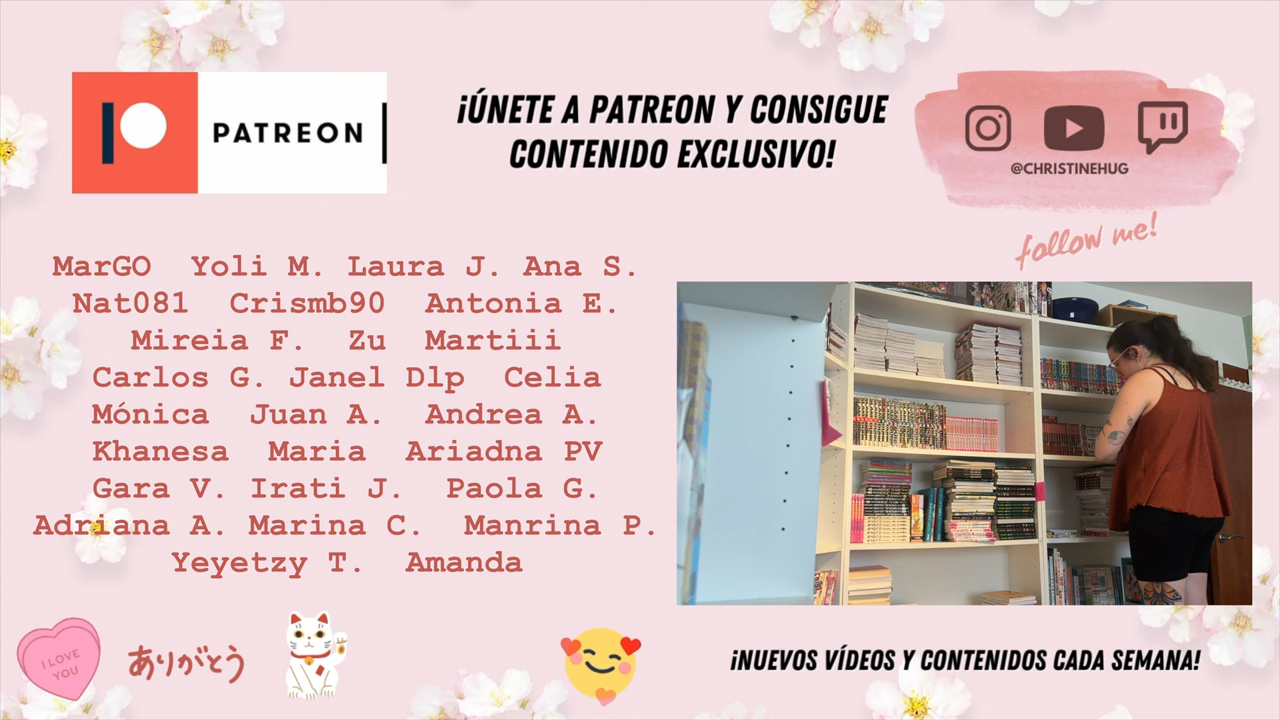 PATREON
¡ÚNETE A PATREON Y CONSIGUE
CONTENIDO EXCLUSIVO!
@CHRISTINEHUG
follow me!
MarGO Yoli M. Laura J. Ana S.
Nat081 Crismb90 Antonia E.
Mireia F. Zu Martiii
Carlos G. Janel Dlp Celia
Mónica Juan A. Andrea A.
Khanesa Maria Ariadna PV
Gara V. Irati J. Paola G.
Adriana A. Marina C. Manrina P.
Yeyetzy T. Amanda
I LOVE
YOU
ありがとう
¡NUEVOS VÍDEOS Y CONTENIDOS CADA SEMANA!